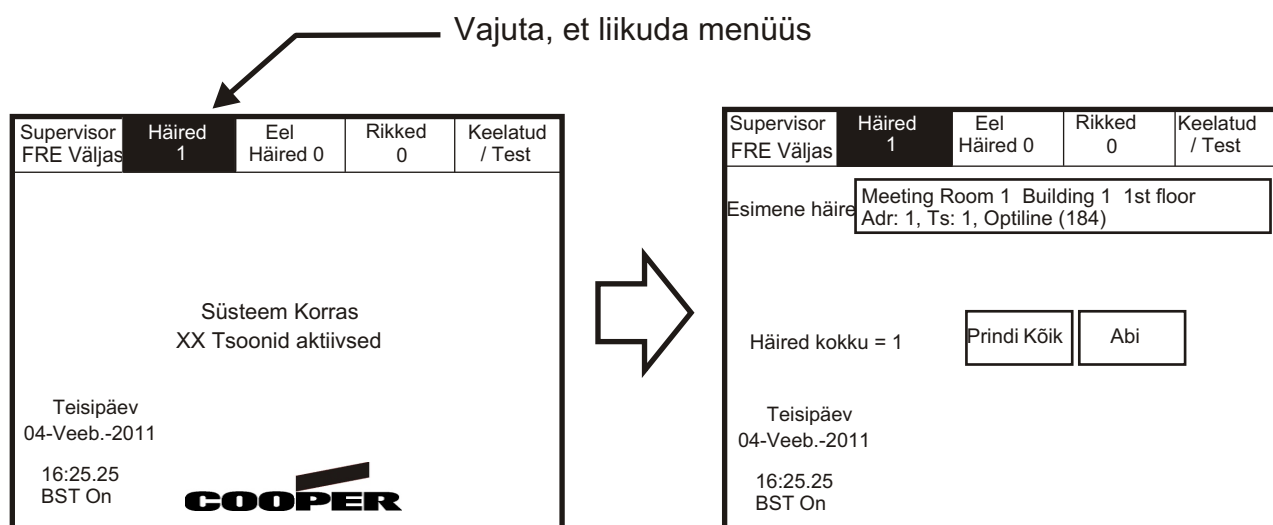 Vajuta, et liikuda menüüs
Supervisor
FRE Väljas
Häired
1
Eel
Häired 0
Rikked
0
Keelatud
/ Test
Süsteem Korras
XX Tsoonid aktiivsed
Teisipäev
04-Veeb.-2011
16:25.25
BST On
COOPER
Supervisor
FRE Väljas
Häired
1
Eel
Häired 0
Rikked
0
Keelatud
/ Test
Esimene häire
Meeting Room 1 Building 1 1st floor
Adr: 1, Ts: 1, Optiline (184)
Häired kokku = 1
Prindi Kõik
Abi
Teisipäev
04-Veeb.-2011
16:25.25
BST On